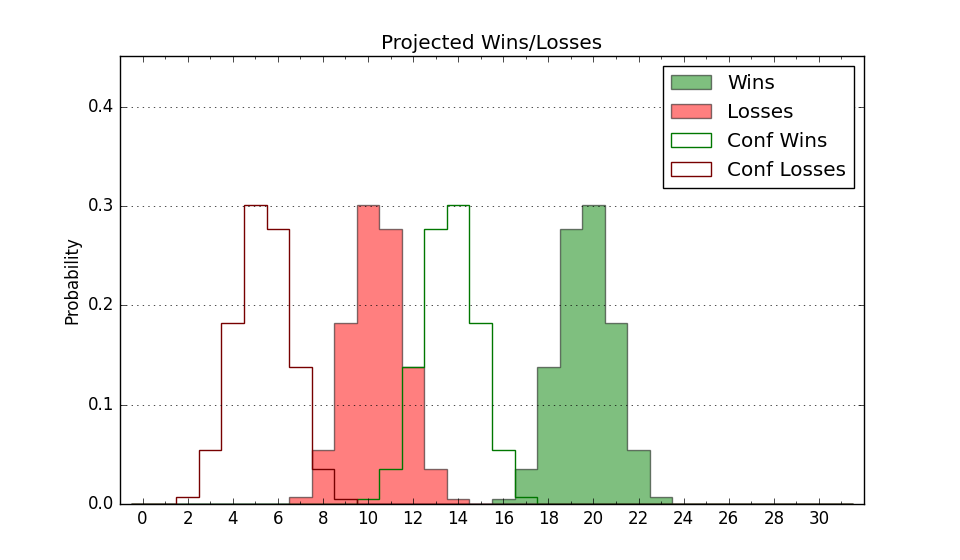 Projected Wins/Losses
Wins
Losses
Conf Wins
Conf Losses
Probability
0.4
0.3
0.2
0.1
0.0
0 2 4 6 8 10 12 14 16 18 20 22 24 26 28 30